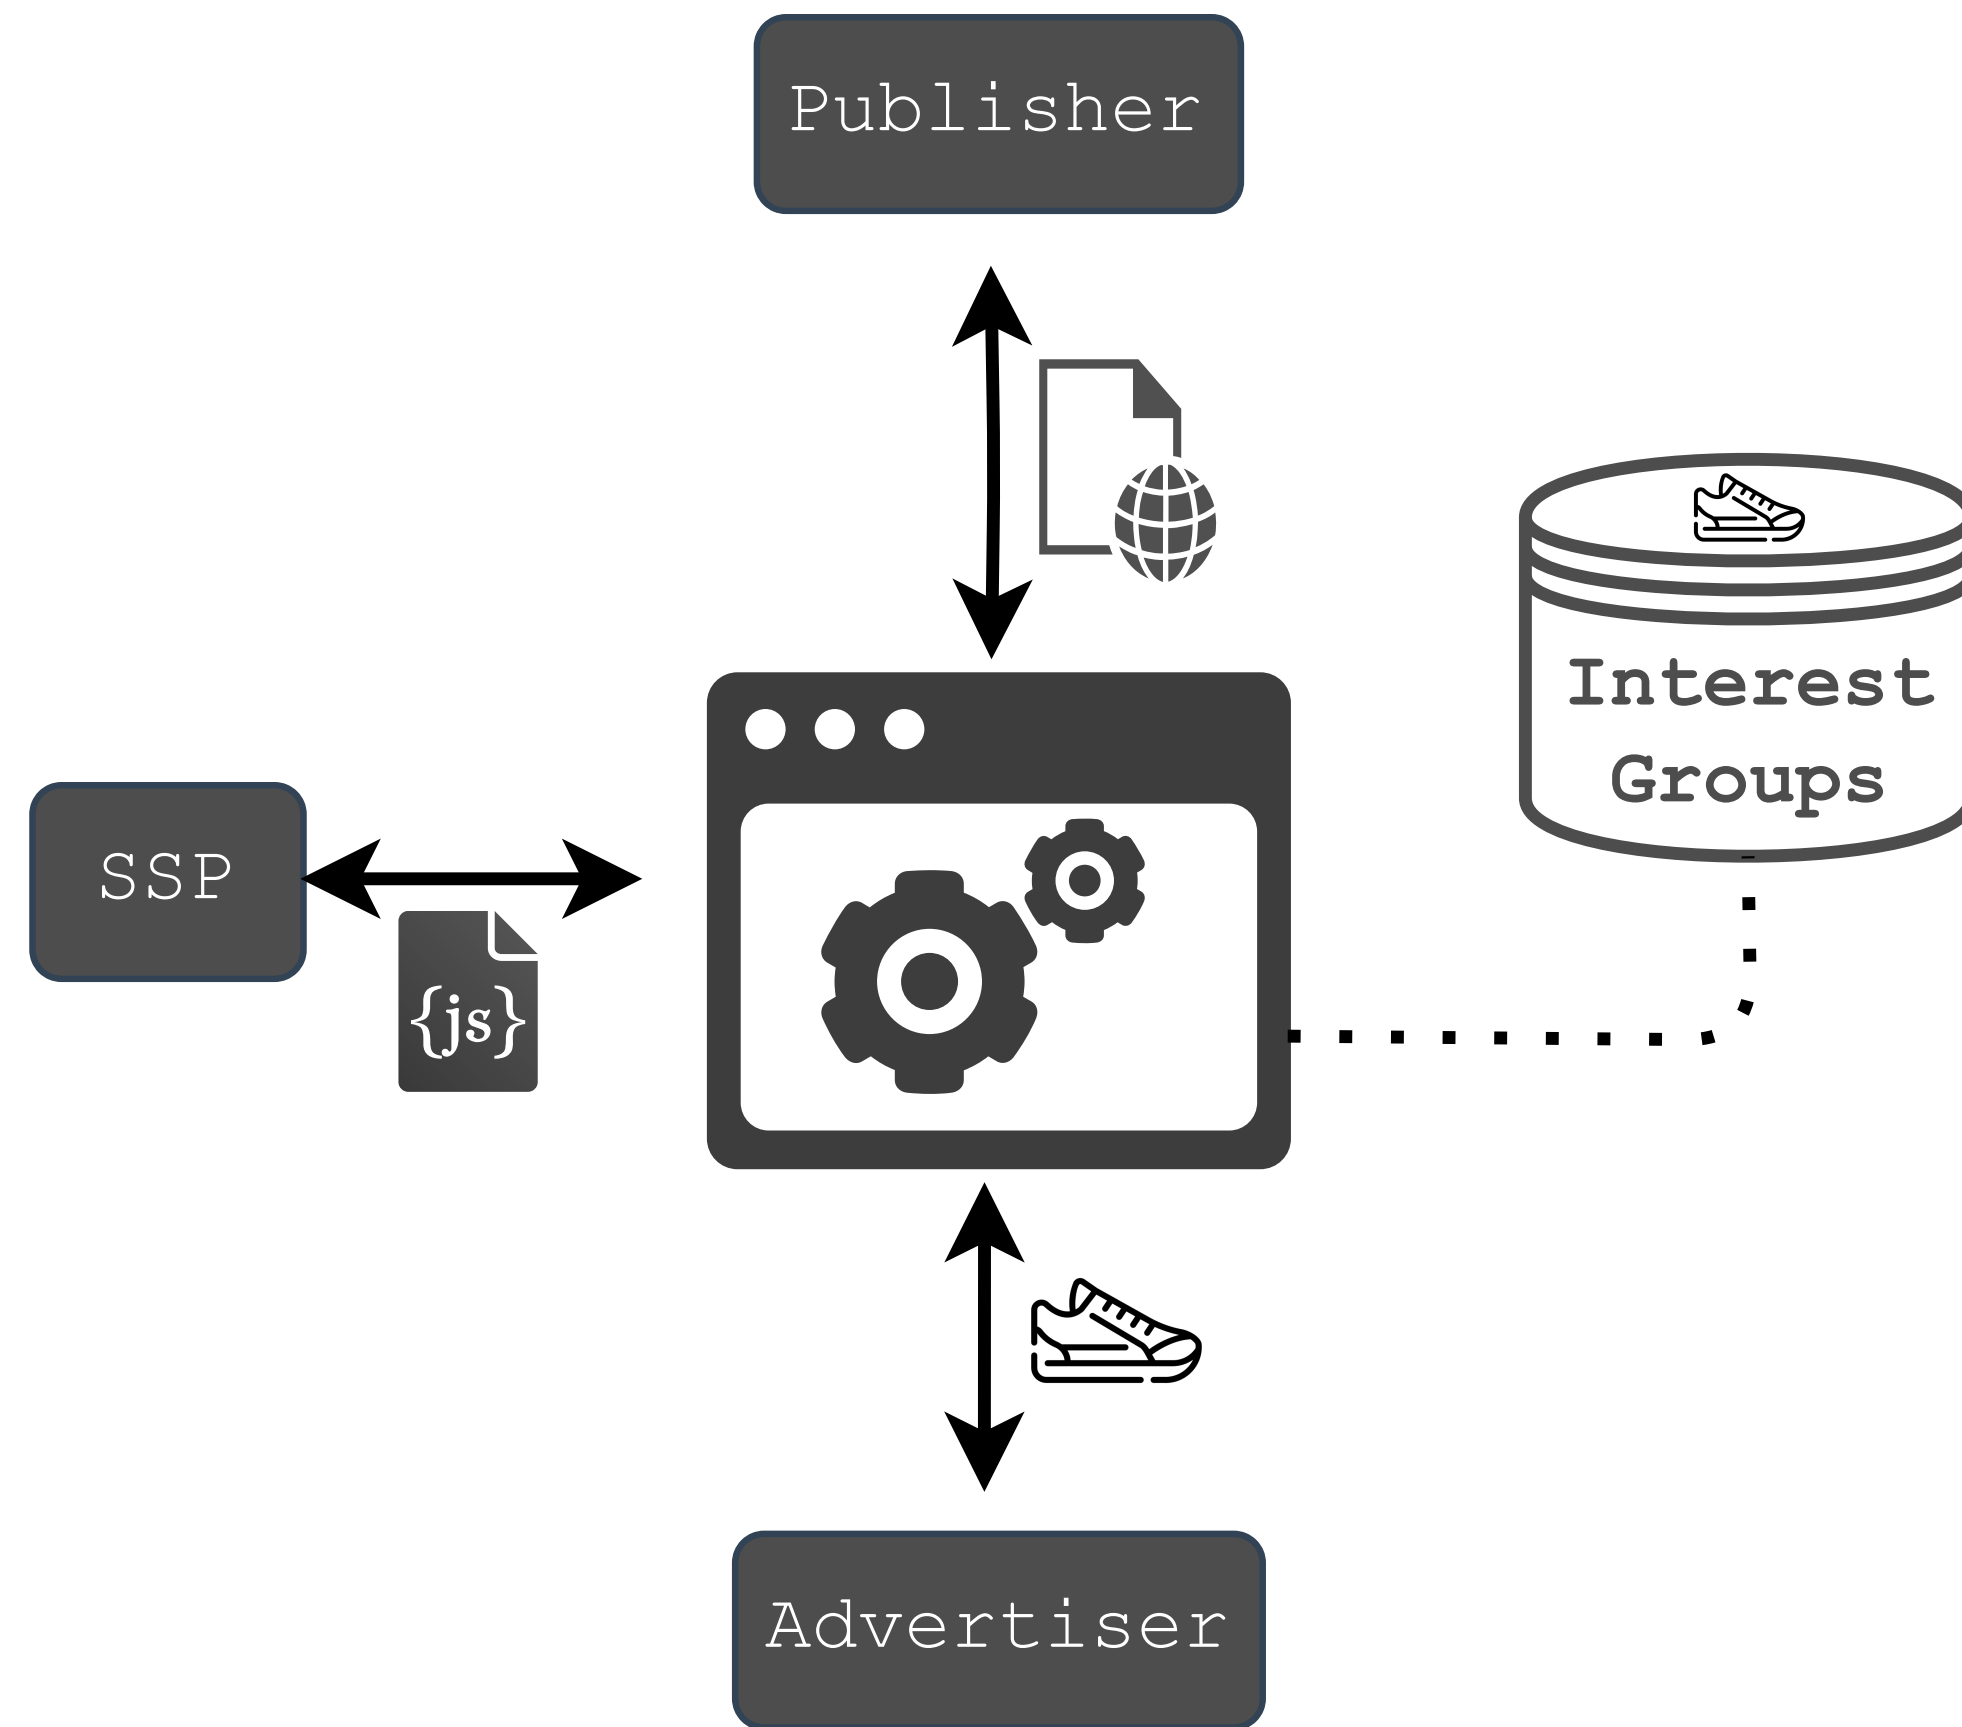 Publisher
Interest
Groups
SSP
{js}
Advertiser